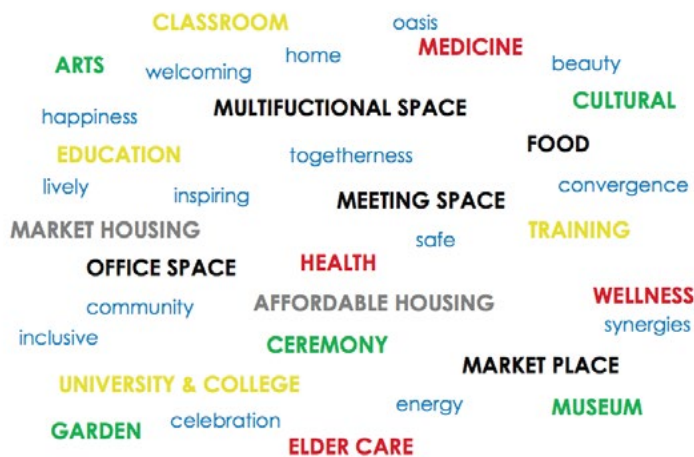 CLASSROOM
oasis
MEDICINE
home
ARTS
beauty
welcoming
CULTURAL
MULTIFUCTIONAL SPACE
happiness
FOOD
EDUCATION
togetherness
convergence
lively
inspiring
MEETING SPACE
MARKET HOUSING
TRAINING
safe
HEALTH
OFFICE SPACE
WELLNESS
AFFORDABLE HOUSING
community
synergies
inclusive
CEREMONY
MARKET PLACE
UNIVERSITY & COLLEGE
energy
MUSEUM
celebration
GARDEN
ELDER CARE